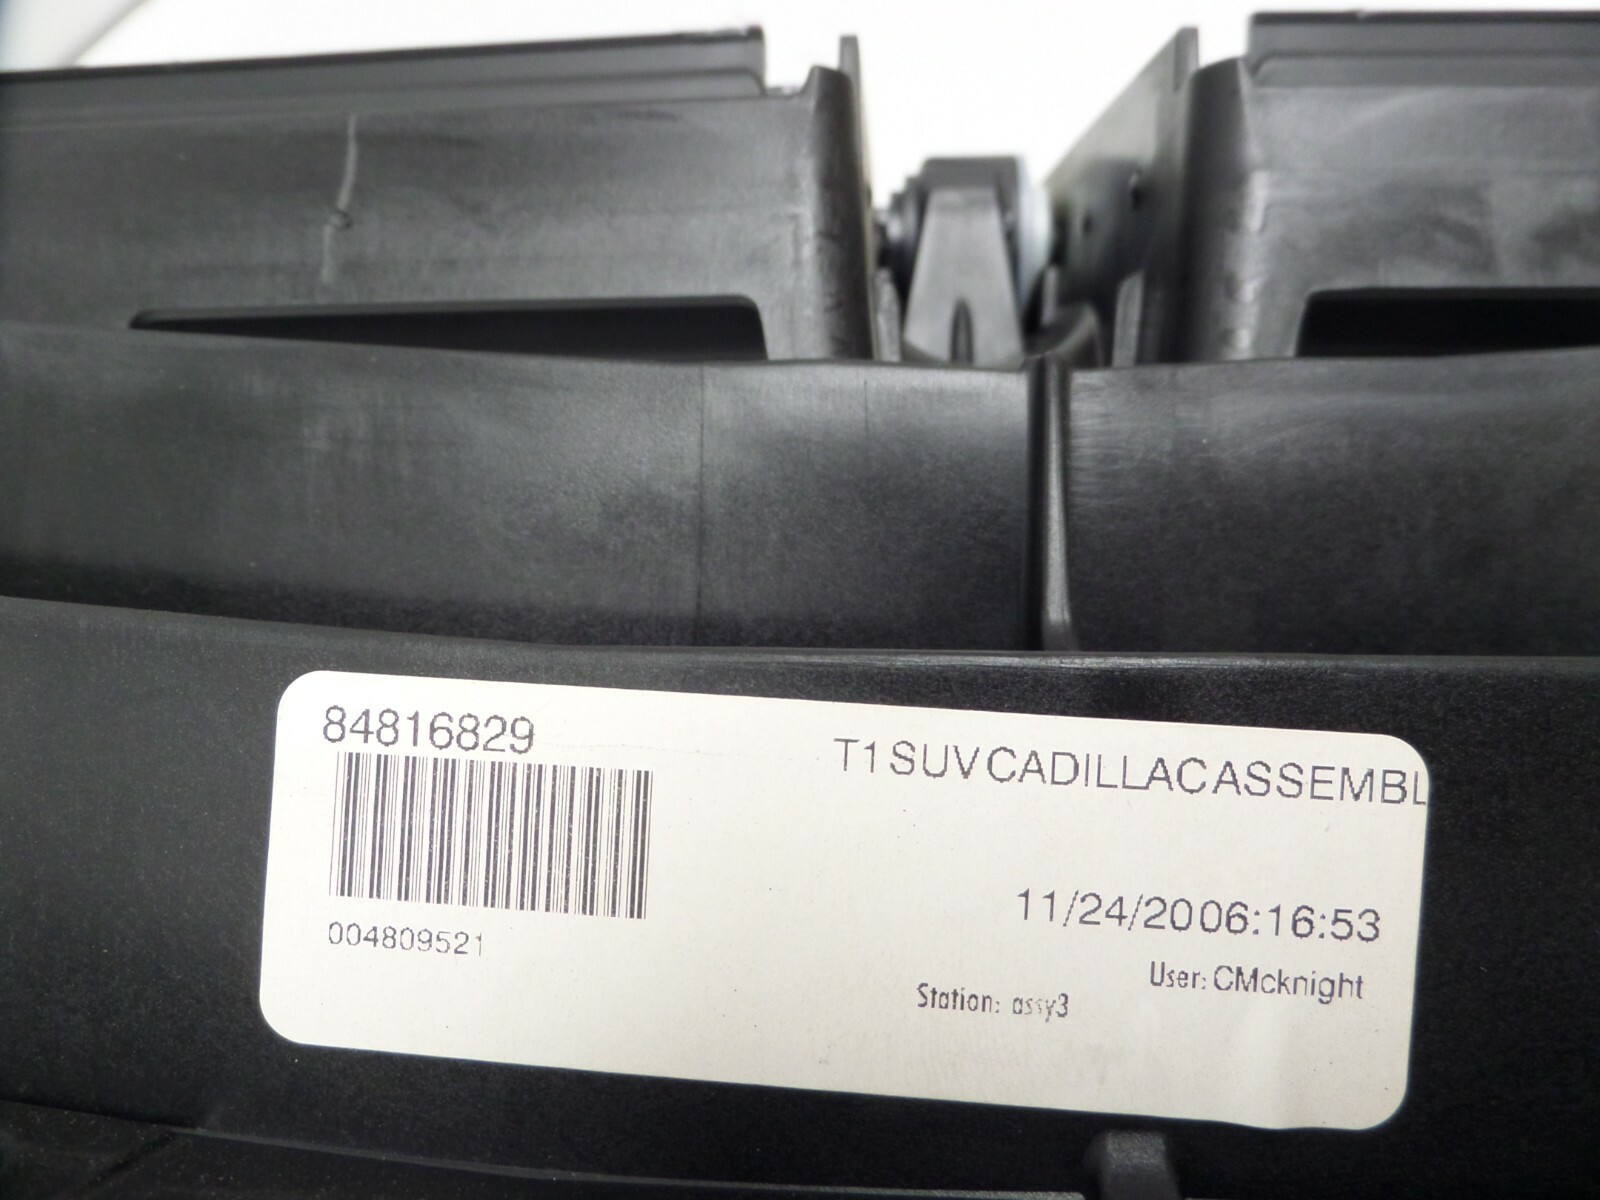 84816829
T1SUVCADILLACASSEMBL
004809521
11/24/2006:16:53
User: CMcknight
Station: assy3